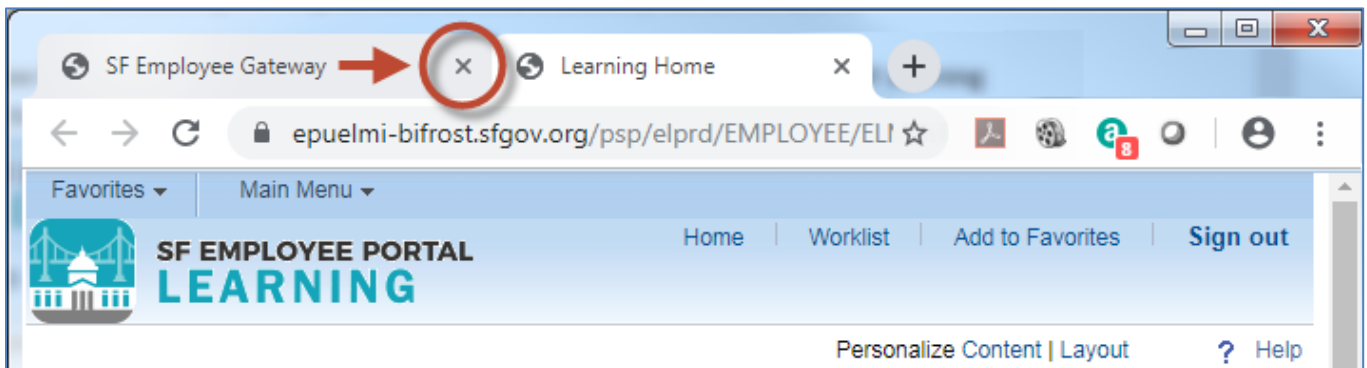 SF Employee Gateway Learning Home
epuelmi-bifrost.sfgov.org/psp/elprd/EMPLOYEE/ELM
8
Favorites Main Menu
SF EMPLOYEE PORTAL
LEARNING
Home Worklist Add to Favorites Sign out
Personalize Content | Layout ? Help